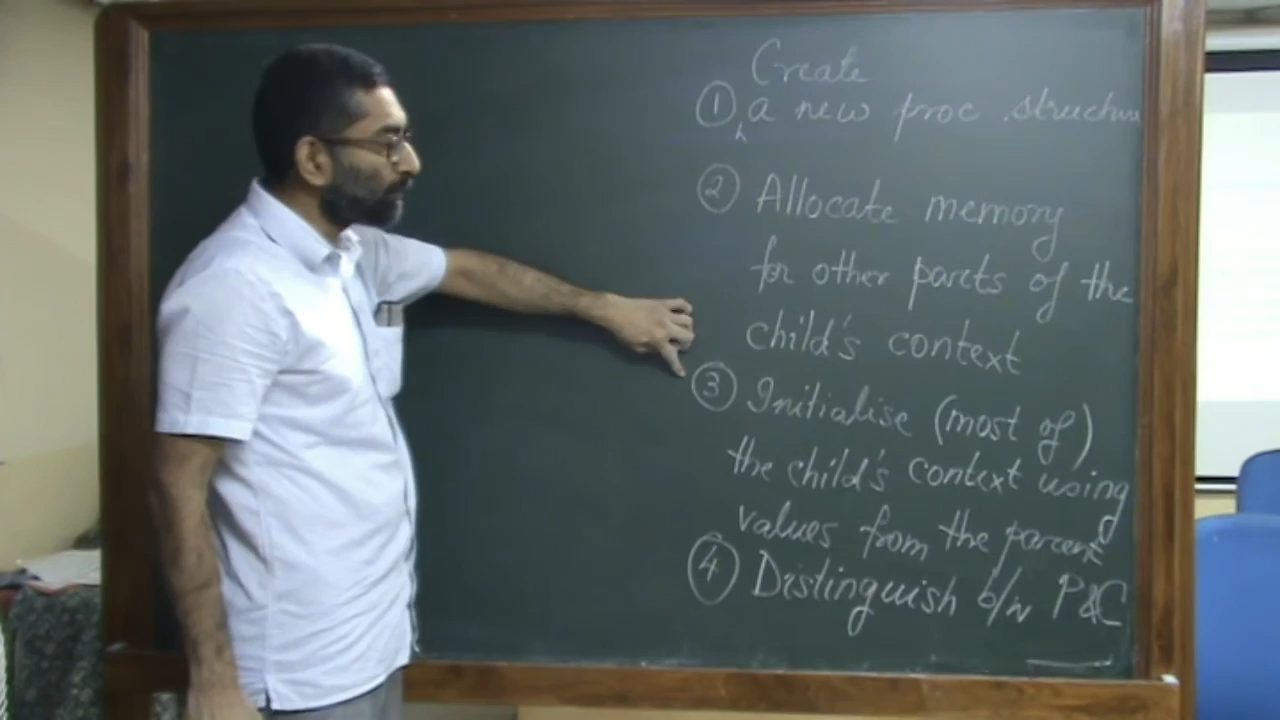 Create
① a new proc structu
② Allocate memory
for other parts of the
child's context
③ Initialise (most of)
the child's context using
values from the parent
④ Distinguish b/w P&C